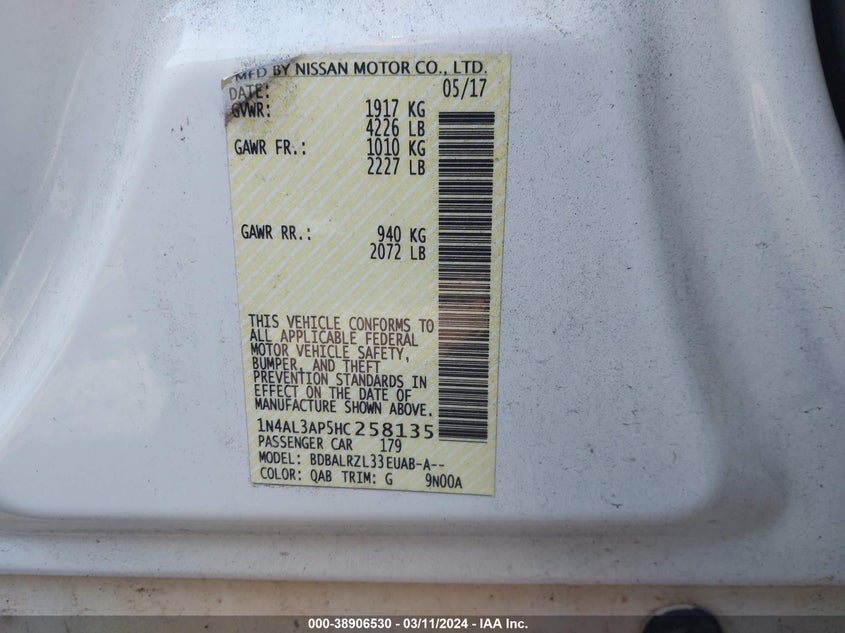 MFD BY NISSAN MOTOR CO., LTD.
DATE: 05/17
GVWR: 1917 KG
4226 LB
GAWR FR.: 1010 KG
2227 LB
GAWR RR.: 940 KG
2072 LB
THIS VEHICLE CONFORMS TO
ALL APPLICABLE FEDERAL
MOTOR VEHICLE SAFETY,
BUMPER, AND THEFT
PREVENTION STANDARDS IN
EFFECT ON THE DATE OF
MANUFACTURE SHOWN ABOVE.
1N4AL3AP5HC258135
PASSENGER CAR 179
MODEL: BDBALRZL33EUAB-A--
COLOR: QAB TRIM: G 9N00A
000-38906530 - 03/11/2024 - IAA Inc.